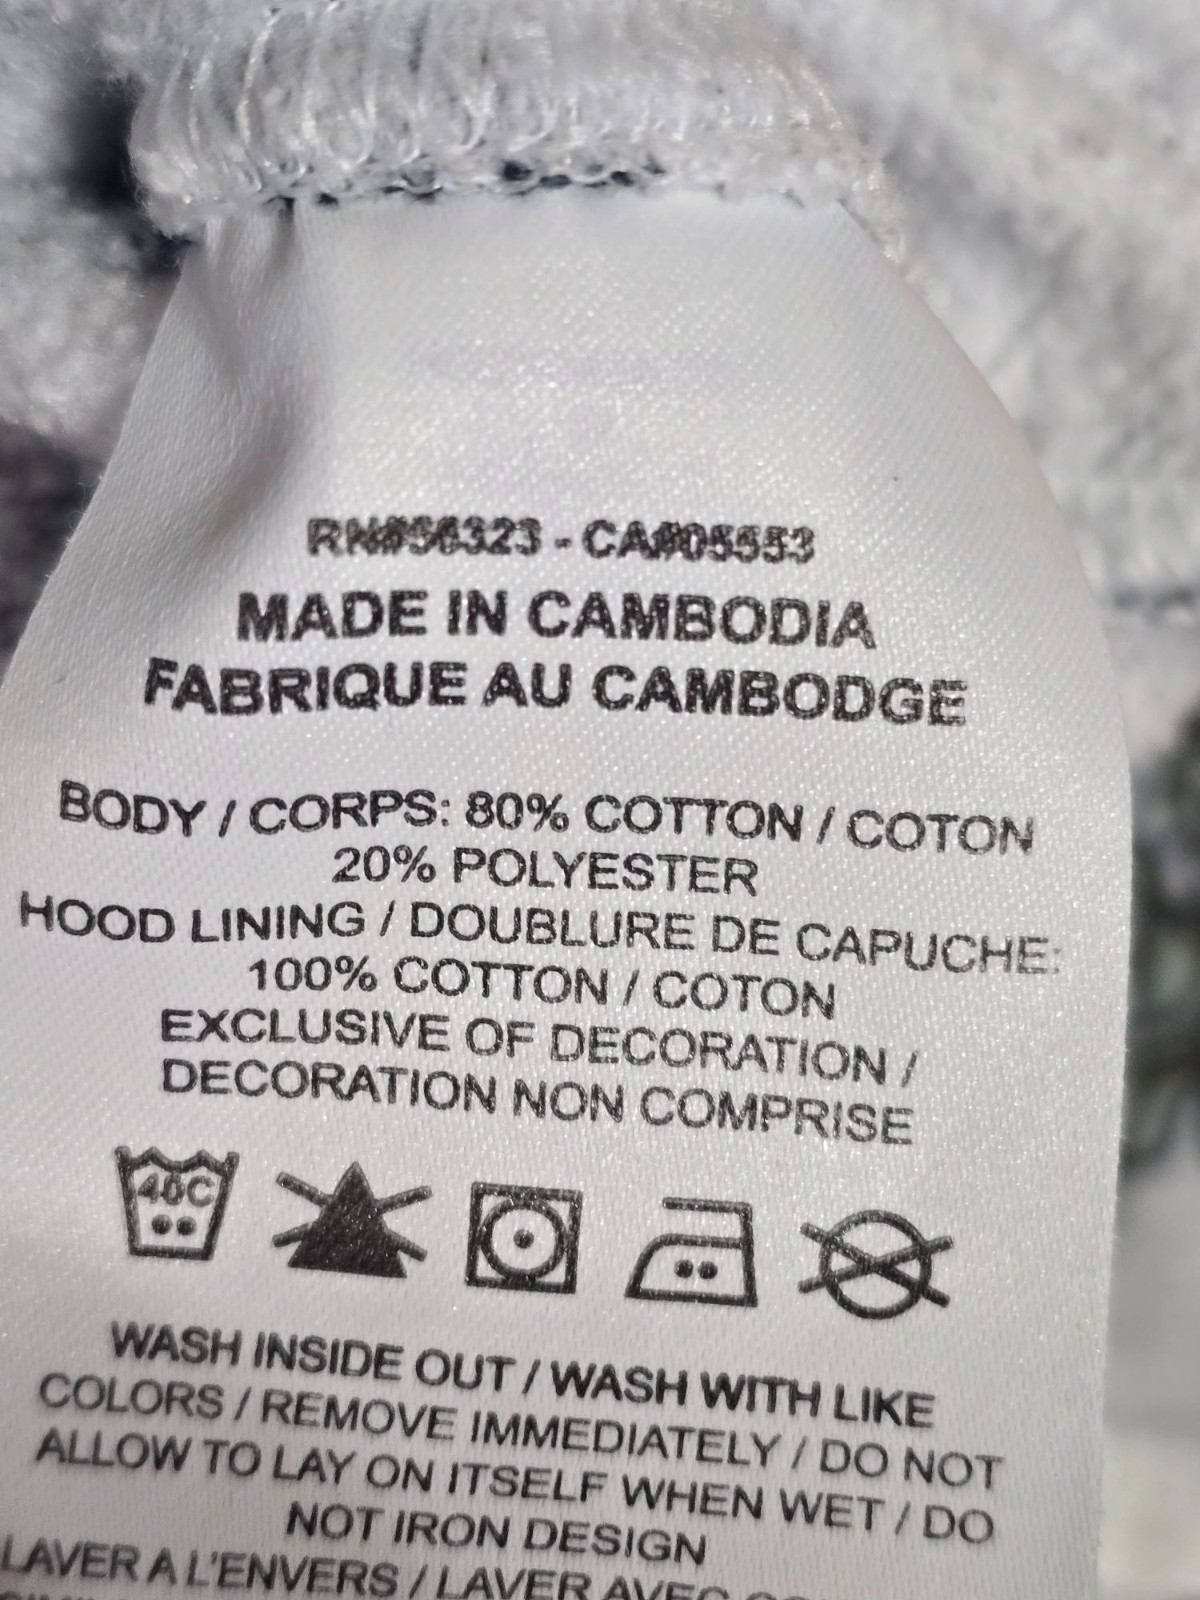 RN#56323 - CA#05553
MADE IN CAMBODIA
FABRIQUE AU CAMBODGE
BODY / CORPS: 80% COTTON / COTON
20% POLYESTER
HOOD LINING / DOUBLURE DE CAPUCHE:
100% COTTON / COTON
EXCLUSIVE OF DECORATION /
DECORATION NON COMPRISE
40C
WASH INSIDE OUT / WASH WITH LIKE
COLORS / REMOVE IMMEDIATELY / DO NOT
ALLOW TO LAY ON ITSELF WHEN WET / DO
NOT IRON DESIGN
LAVER A L'ENVERS / LAVER AVEC